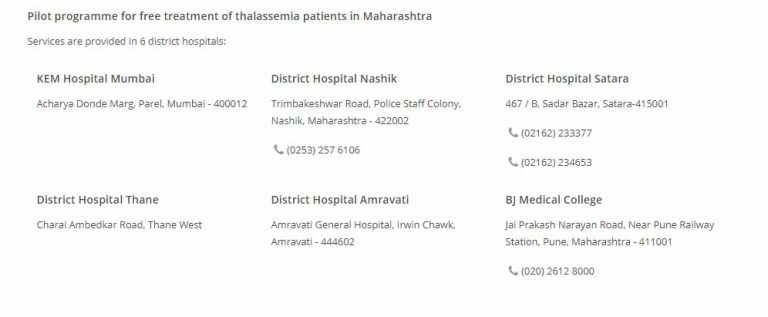 Pilot programme for free treatment of thalassemia patients in Maharashtra
Services are provided in 6 district hospitals:
KEM Hospital Mumbai
Acharya Donde Marg, Parel, Mumbai - 400012
District Hospital Nashik
Trimbakeshwar Road, Police Staff Colony,
Nashik, Maharashtra - 422002
(0253) 257 6106
District Hospital Satara
467 / B, Sadar Bazar, Satara-415001
(02162) 233377
(02162) 234653
District Hospital Thane
Charai Ambedkar Road, Thane West
District Hospital Amravati
Amravati General Hospital, Irwin Chawk,
Amravati - 444602
BJ Medical College
Jai Prakash Narayan Road, Near Pune Railway
Station, Pune, Maharashtra - 411001
(020) 2612 8000